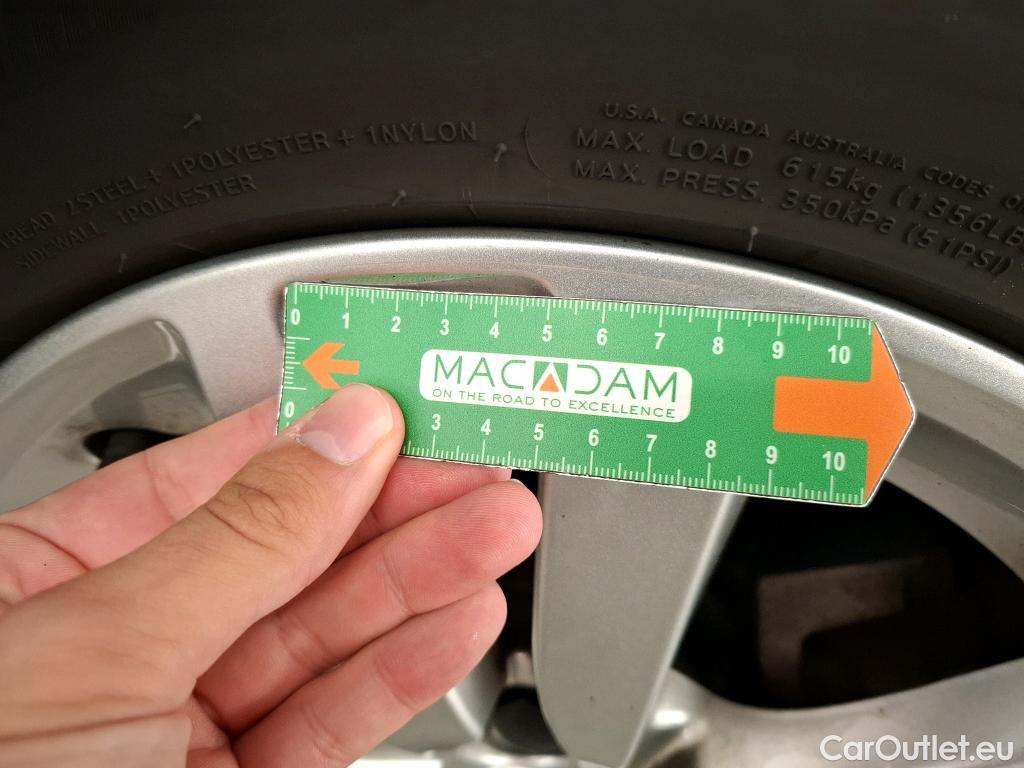 TREAD 2STEEL + 1POLYESTER + 1NYLON
SIDEWALL 1POLYESTER
U.S.A. CANADA AUSTRALIA CODES
MAX. LOAD 615kg (1356LB
MAX. PRESS. 350kPa (51PSI)
0 1 2 3 4 5 6 7 8 9 10
MACADAM
ON THE ROAD TO EXCELLENCE
0 3 4 5 6 7 8 9 10
CarOutlet.eu